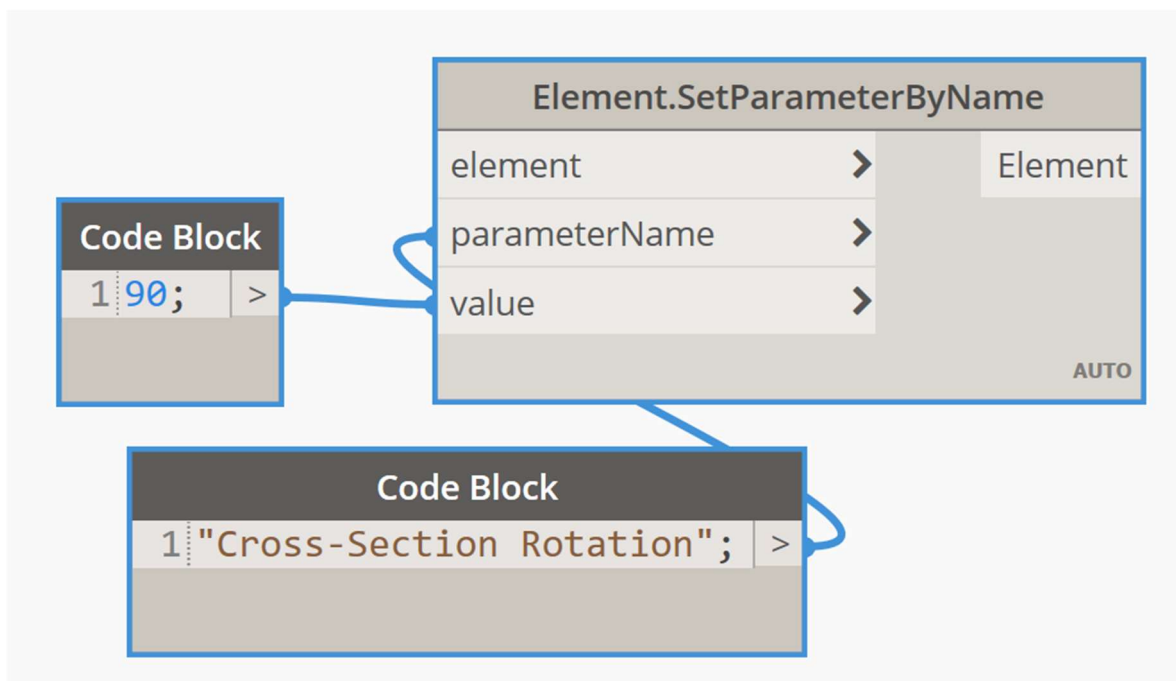 Element.SetParameterByName
element >
Element
parameterName >
value >
AUTO
Code Block
1 90; >
Code Block
1 "Cross-Section Rotation"; >